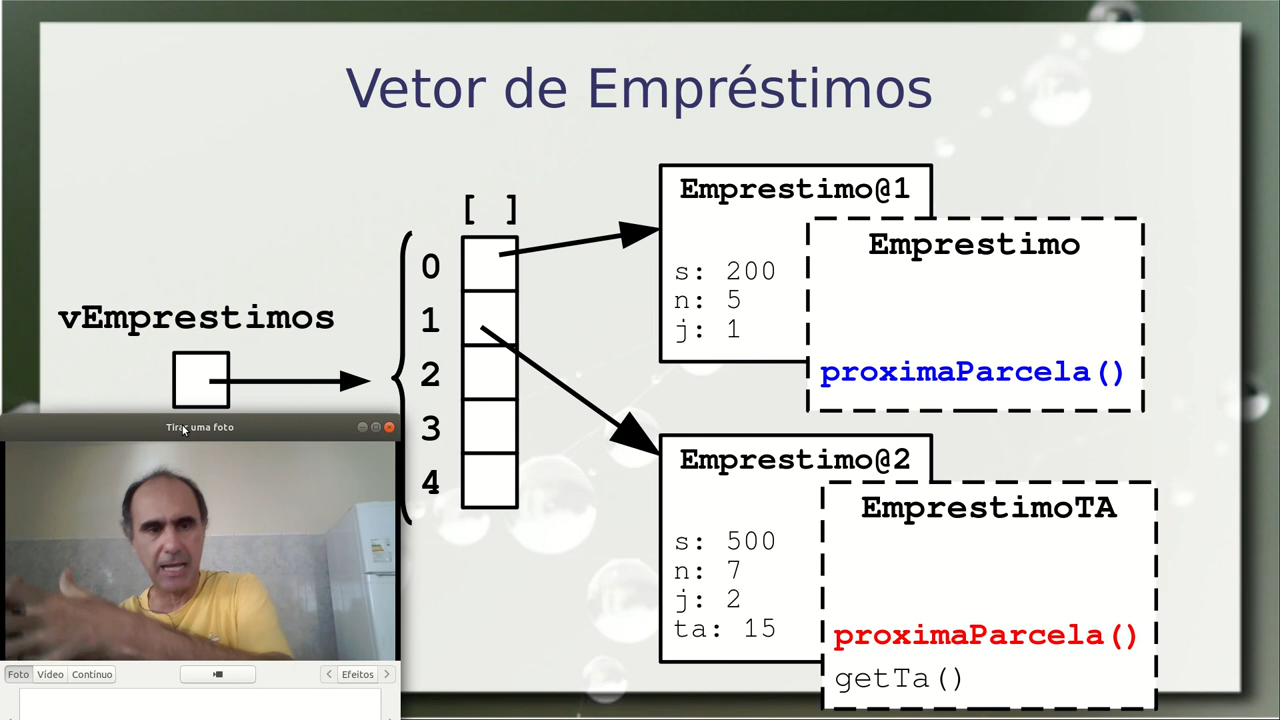 Vetor de Empréstimos
vEmprestimos
[ ]
0
1
2
3
4
Emprestimo@1
s: 200
n: 5
j: 1
Emprestimo
proximaParcela()
Emprestimo@2
s: 500
n: 7
j: 2
ta: 15
EmprestimoTA
proximaParcela()
getTa()
Tirar uma foto
Foto Vídeo Contínuo Efeitos